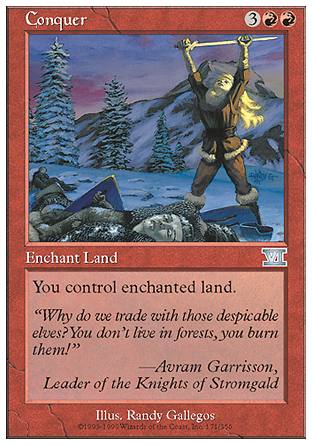 Conquer 3
Enchant Land VI
You control enchanted land.
“Why do we trade with those despicable
elves? You don’t live in forests, you burn
them!”
—Avram Garrisson,
Leader of the Knights of Stromgald
Illus. Randy Gallegos
©1993-1999 Wizards of the Coast, Inc. 171/350